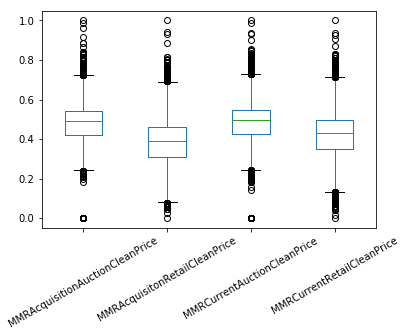 1.0
0.8
0.6
0.4
0.2
0.0
MMRAcquisitionAuctionCleanPrice
MMRAcquisitonRetailCleanPrice
MMRCurrentAuctionCleanPrice
MMRCurrentRetailCleanPrice